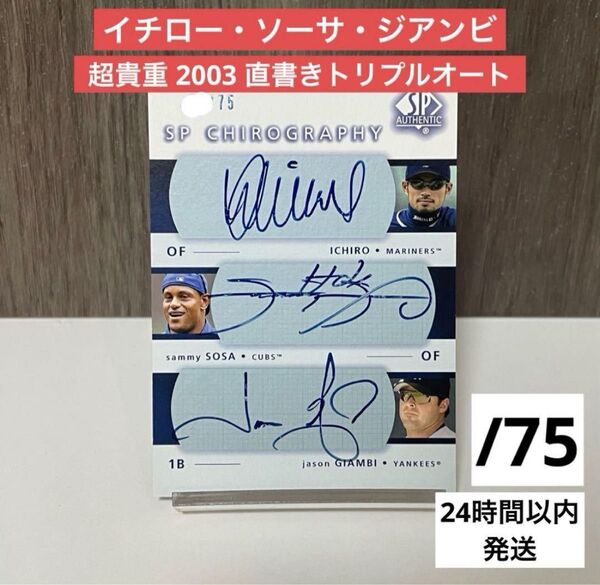 イチロー・ソーサ・ジアンビ
超貴重 2003 直書きトリプルオート
75
SP
AUTHENTIC®
SP CHIROGRAPHY
OF
ICHIRO • MARINERS™
sammy SOSA • CUBS™
OF
1B
jason GIAMBI • YANKEES®
/75
24時間以内
発送